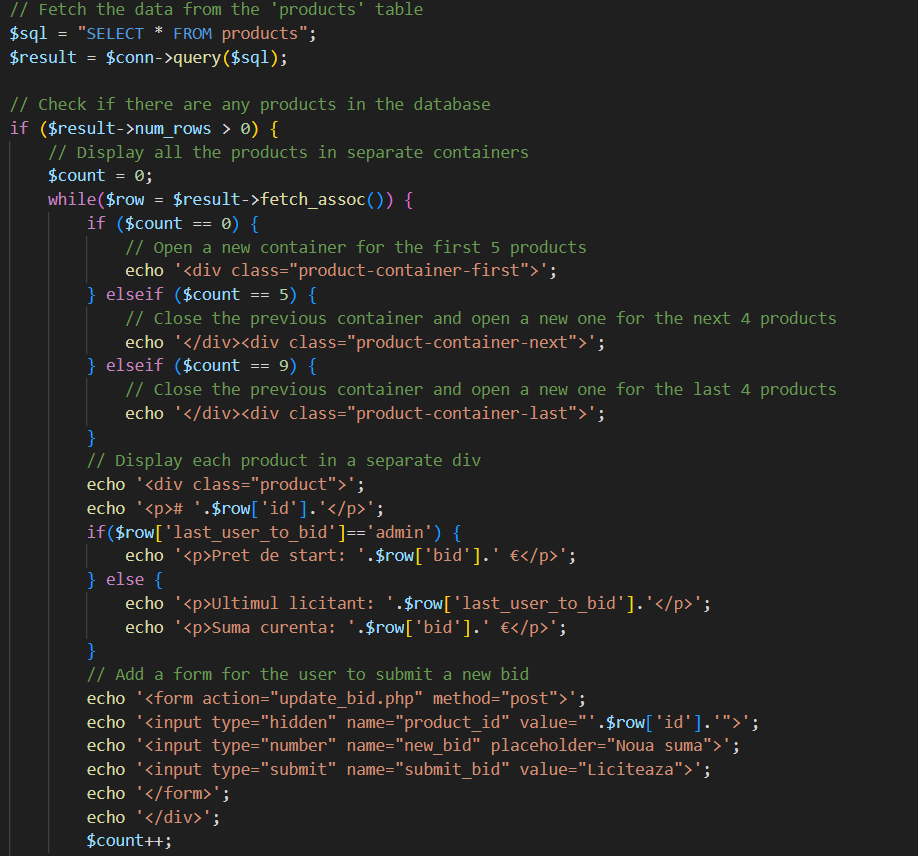 // Fetch the data from the 'products' table
$sql = "SELECT * FROM products";
$result = $conn->query($sql);
// Check if there are any products in the database
if ($result->num_rows > 0) {
// Display all the products in separate containers
$count = 0;
while($row = $result->fetch_assoc()) {
if ($count == 0) {
// Open a new container for the first 5 products
echo '<div class="product-container-first">';
} elseif ($count == 5) {
// Close the previous container and open a new one for the next 4 products
echo '</div><div class="product-container-next">';
} elseif ($count == 9) {
// Close the previous container and open a new one for the last 4 products
echo '</div><div class="product-container-last">';
}
// Display each product in a separate div
echo '<div class="product">';
echo '<p># '.$row['id'].'</p>';
if($row['last_user_to_bid']=='admin') {
echo '<p>Pret de start: '.$row['bid'].' €</p>';
} else {
echo '<p>Ultimul licitant: '.$row['last_user_to_bid'].'</p>';
echo '<p>Suma curenta: '.$row['bid'].' €</p>';
}
// Add a form for the user to submit a new bid
echo '<form action="update_bid.php" method="post">';
echo '<input type="hidden" name="product_id" value="'.$row['id'].'">';
echo '<input type="number" name="new_bid" placeholder="Noua suma">';
echo '<input type="submit" name="submit_bid" value="Liciteaza">';
echo '</form>';
echo '</div>';
$count++;